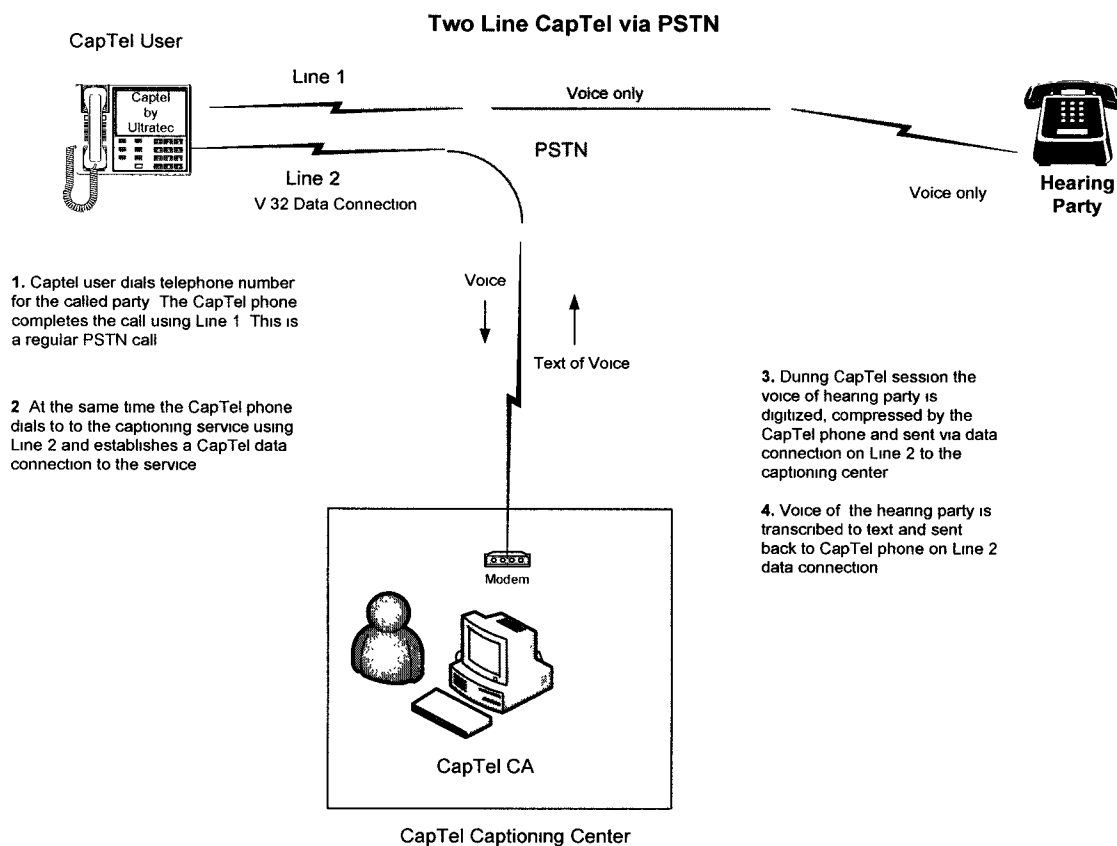 Two Line CapTel via PSTN
CapTel User
Line 1
Voice only
Captel
by
Ultratec
PSTN
Line 2
V 32 Data Connection
Voice only
Hearing
Party
1. Captel user dials telephone number
for the called party The CapTel phone
completes the call using Line 1 This is
a regular PSTN call
Voice
Text of Voice
2 At the same time the CapTel phone
dials to to the captioning service using
Line 2 and establishes a CapTel data
connection to the service
3. During CapTel session the
voice of hearing party is
digitized, compressed by the
CapTel phone and sent via data
connection on Line 2 to the
captioning center
4. Voice of the hearing party is
transcribed to text and sent
back to CapTel phone on Line 2
data connection
Modem
CapTel CA
CapTel Captioning Center